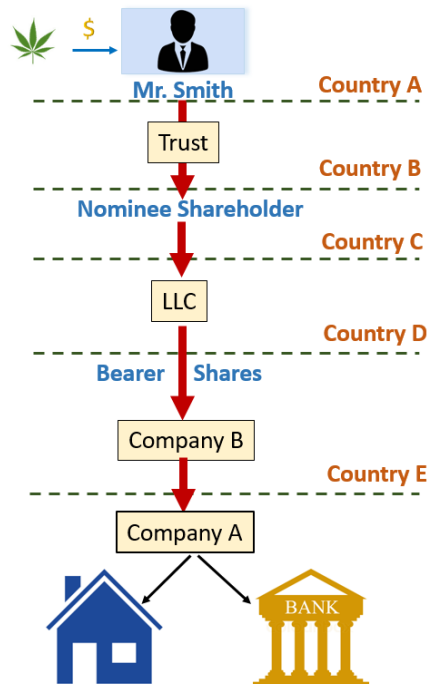 $
Mr. Smith
Country A
Trust
Country B
Nominee Shareholder
Country C
LLC
Country D
Bearer Shares
Company B
Country E
Company A
BANK